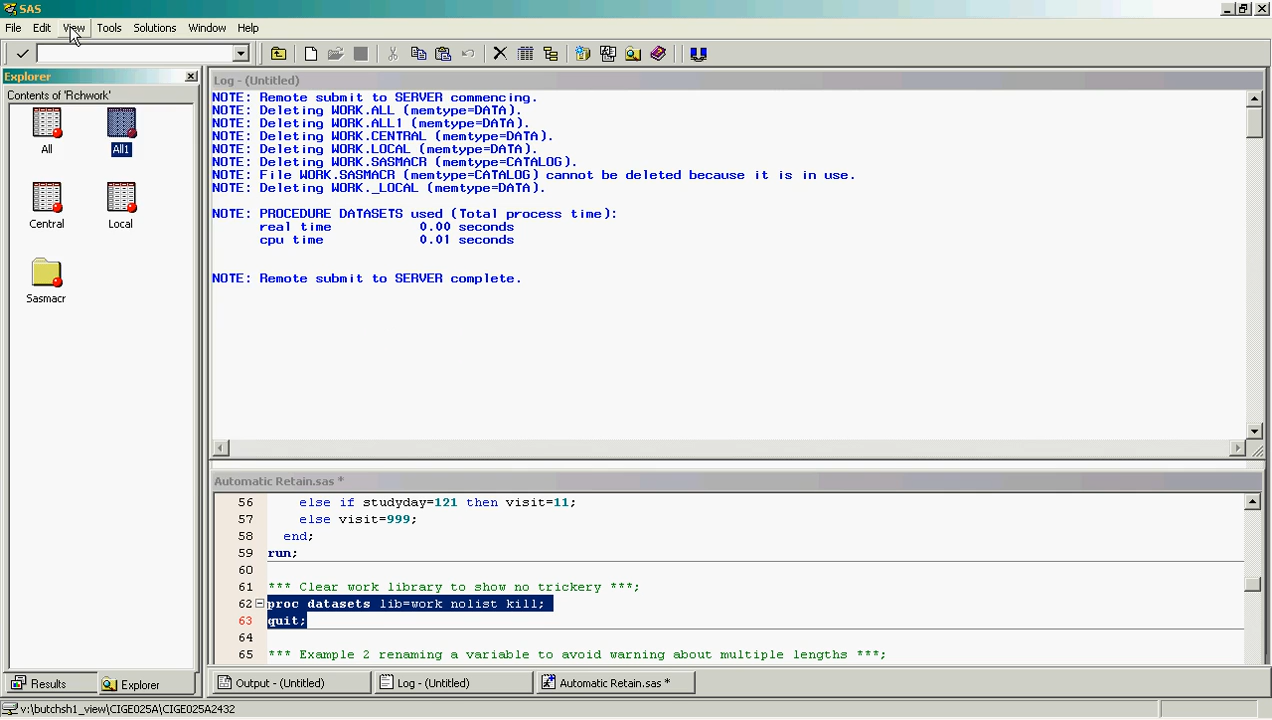 SAS
File Edit View Tools Solutions Window Help
Explorer
Contents of 'Rchwork'
All
All1
Central
Local
Sasmacr
Log - (Untitled)
NOTE: Remote submit to SERVER commencing.
NOTE: Deleting WORK.ALL (memtype=DATA).
NOTE: Deleting WORK.ALL1 (memtype=DATA).
NOTE: Deleting WORK.CENTRAL (memtype=DATA).
NOTE: Deleting WORK.LOCAL (memtype=DATA).
NOTE: Deleting WORK.SASMACR (memtype=CATALOG).
NOTE: File WORK.SASMACR (memtype=CATALOG) cannot be deleted because it is in use.
NOTE: Deleting WORK._LOCAL (memtype=DATA).
NOTE: PROCEDURE DATASETS used (Total process time):
real time 0.00 seconds
cpu time 0.01 seconds
NOTE: Remote submit to SERVER complete.
Automatic Retain.sas *
56 else if studyday=121 then visit=11;
57 else visit=999;
58 end;
59 run;
60
61 *** Clear work library to show no trickery ***;
62 proc datasets lib=work nolist kill;
63 quit;
64
65 *** Example 2 renaming a variable to avoid warning about multiple lengths ***;
Results Explorer Output - (Untitled) Log - (Untitled) Automatic Retain.sas *
v:\butchsh1_view\CIGE025A\CIGE025A2432